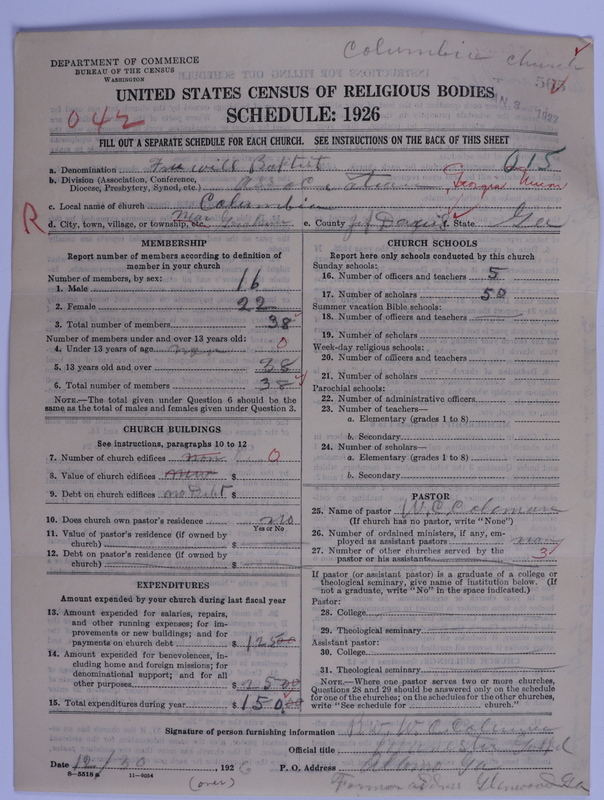 Columbia Church
DEPARTMENT OF COMMERCE
BUREAU OF THE CENSUS
WASHINGTON
UNITED STATES CENSUS OF RELIGIOUS BODIES
SCHEDULE: 1926
042
FILL OUT A SEPARATE SCHEDULE FOR EACH CHURCH. SEE INSTRUCTIONS ON THE BACK OF THIS SHEET
a. Denomination Free will Baptist 215
b. Division (Association, Conference, Diocese, Presbytery, Synod, etc.) Georgia Union
c. Local name of church Columbia
R d. City, town, village, or township, etc. e. County Jeff Davis f. State Geo
MEMBERSHIP
Report number of members according to definition of member in your church
Number of members, by sex:
1. Male 16
2. Female 22
3. Total number of members 38
Number of members under and over 13 years old:
4. Under 13 years of age 0
5. 13 years old and over 38
6. Total number of members 38
NOTE.—The total given under Question 6 should be the same as the total of males and females given under Question 3.
CHURCH BUILDINGS
See instructions, paragraphs 10 to 12
7. Number of church edifices none 0
8. Value of church edifices $
9. Debt on church edifices no Debt $
10. Does church own pastor's residence no
Yes or No
11. Value of pastor's residence (if owned by church) $
12. Debt on pastor's residence (if owned by church) $
EXPENDITURES
Amount expended by your church during last fiscal year
13. Amount expended for salaries, repairs, and other running expenses; for improvements or new buildings; and for payments on church debt $ 125 00
14. Amount expended for benevolences, including home and foreign missions; for denominational support; and for all other purposes $ 25 00
15. Total expenditures during year $ 150.00
CHURCH SCHOOLS
Report here only schools conducted by this church
Sunday schools:
16. Number of officers and teachers 5
17. Number of scholars 50
Summer vacation Bible schools:
18. Number of officers and teachers
19. Number of scholars
Week-day religious schools:
20. Number of officers and teachers
21. Number of scholars
Parochial schools:
22. Number of administrative officers
23. Number of teachers—
a. Elementary (grades 1 to 8)
b. Secondary
24. Number of scholars—
a. Elementary (grades 1 to 8)
b. Secondary
PASTOR
25. Name of pastor W. C. Coleman
(If church has no pastor, write "None")
26. Number of ordained ministers, if any, employed as assistant pastors none
27. Number of other churches served by the pastor or his assistants 3
If pastor (or assistant pastor) is a graduate of a college or theological seminary, give name of institution below. (If not a graduate, write "No" in the space indicated.)
Pastor:
28. College
29. Theological seminary
Assistant pastor:
30. College
31. Theological seminary
NOTE.—Where one pastor serves two or more churches, Questions 28 and 29 should be answered only on the schedule for one of the churches; on the schedules for the other churches, write "See schedule for church."
Signature of person furnishing information Rev. W. C. Coleman
Official title
Date 12/30, 192 6 P. O. Address Alamo Ga
8—5518 a 11—9034
(over) Former address Glenwood Ga